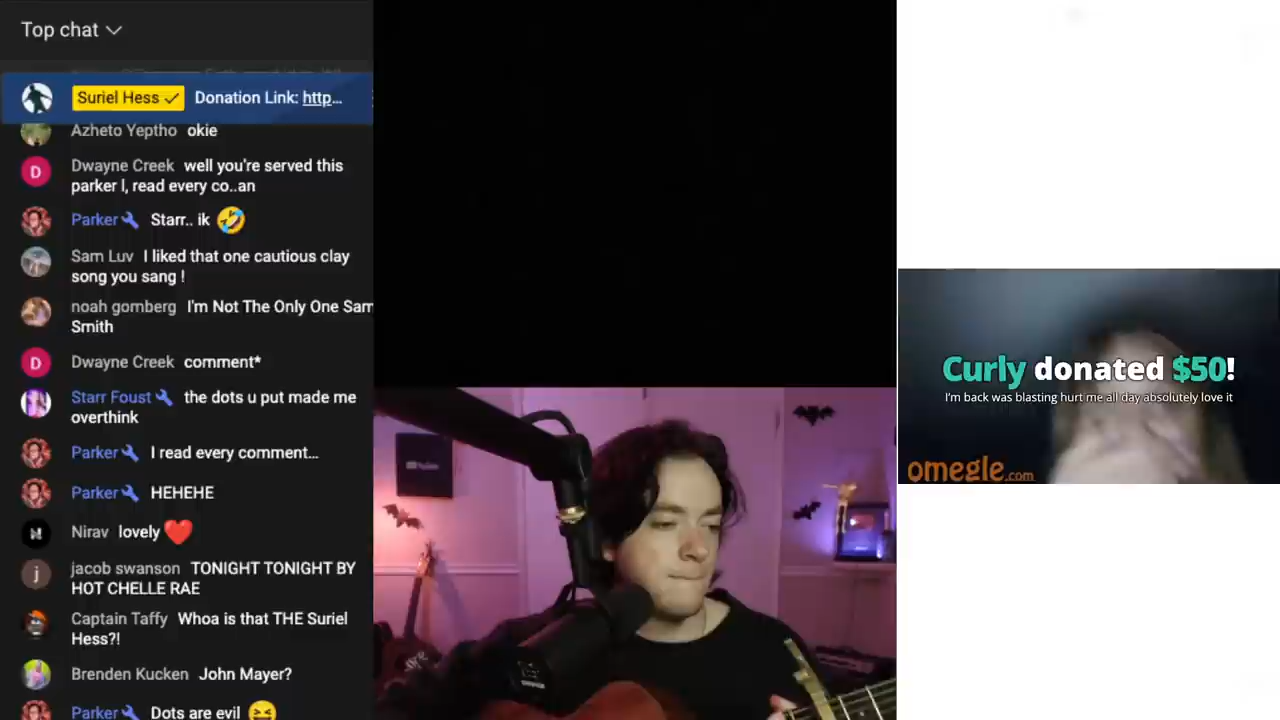 Top chat
Suriel Hess Donation Link: http...
Azheto Yeptho okie
Dwayne Creek well you're served this
parker I, read every co..an
Parker Starr.. ik 🤣
Sam Luv I liked that one cautious clay
song you sang !
noah gomberg I'm Not The Only One Sam
Smith
Dwayne Creek comment*
Starr Foust the dots u put made me
overthink
Parker I read every comment...
Parker HEHEHE
Nirav lovely ❤️
jacob swanson TONIGHT TONIGHT BY
HOT CHELLE RAE
Captain Taffy Whoa is that THE Suriel
Hess?!
Brenden Kucken John Mayer?
Parker Dots are evil 😆
Curly donated $50!
I'm back was blasting hurt me all day absolutely love it
omegle.com